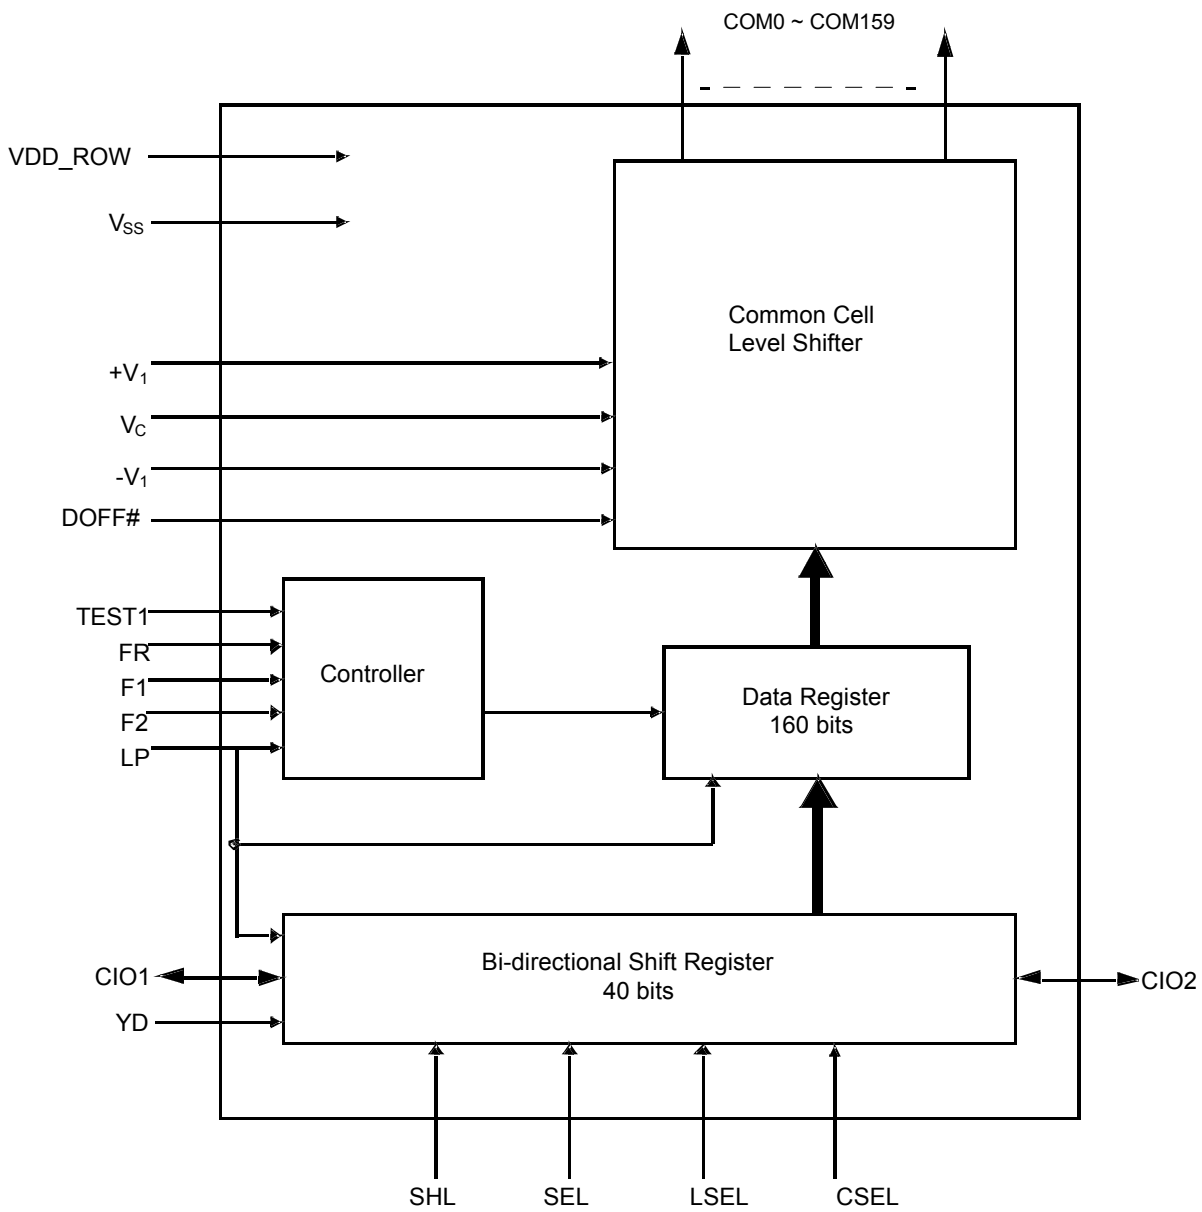 COM0 ~ COM159
VDD_ROW
VSS
Common Cell
Level Shifter
+V1
VC
-V1
DOFF#
TEST1
FR
F1
F2
LP
Controller
Data Register
160 bits
Bi-directional Shift Register
40 bits
CIO1
CIO2
YD
SHL
SEL
LSEL
CSEL